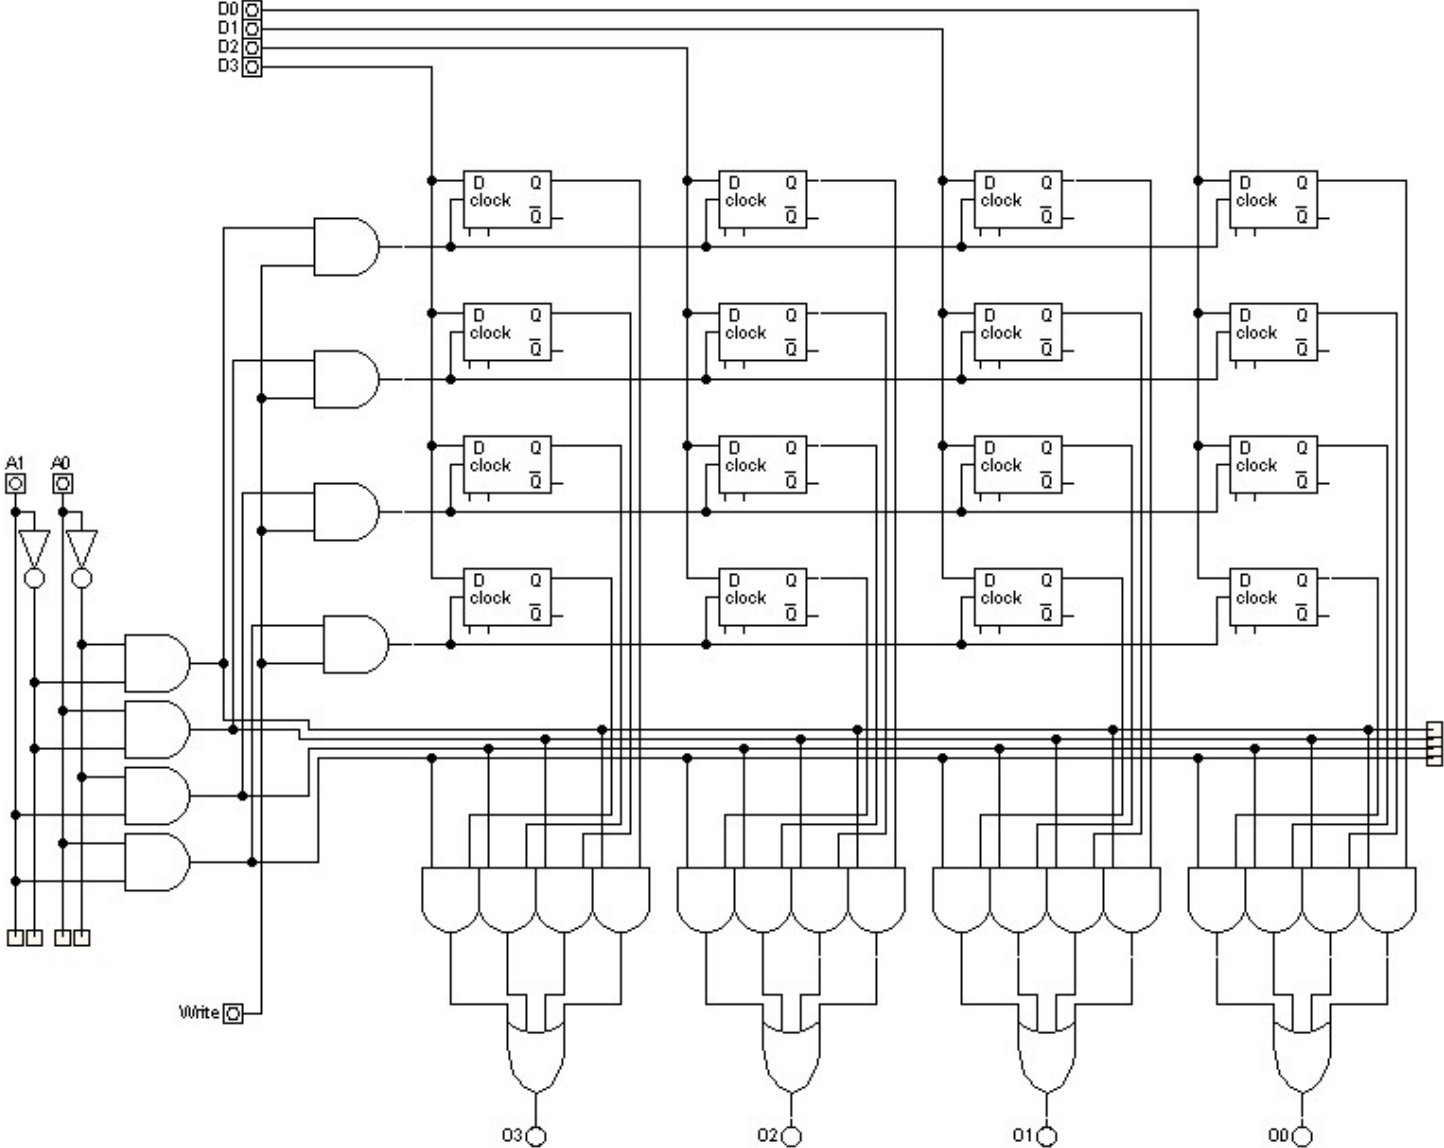 D0
D1
D2
D3
D Q
clock
Q̅
D Q
clock
Q̅
D Q
clock
Q̅
D Q
clock
Q̅
D Q
clock
Q̅
D Q
clock
Q̅
D Q
clock
Q̅
D Q
clock
Q̅
A1 A0
D Q
clock
Q̅
D Q
clock
Q̅
D Q
clock
Q̅
D Q
clock
Q̅
D Q
clock
Q̅
D Q
clock
Q̅
D Q
clock
Q̅
D Q
clock
Q̅
Write
O3 O2 O1 O0